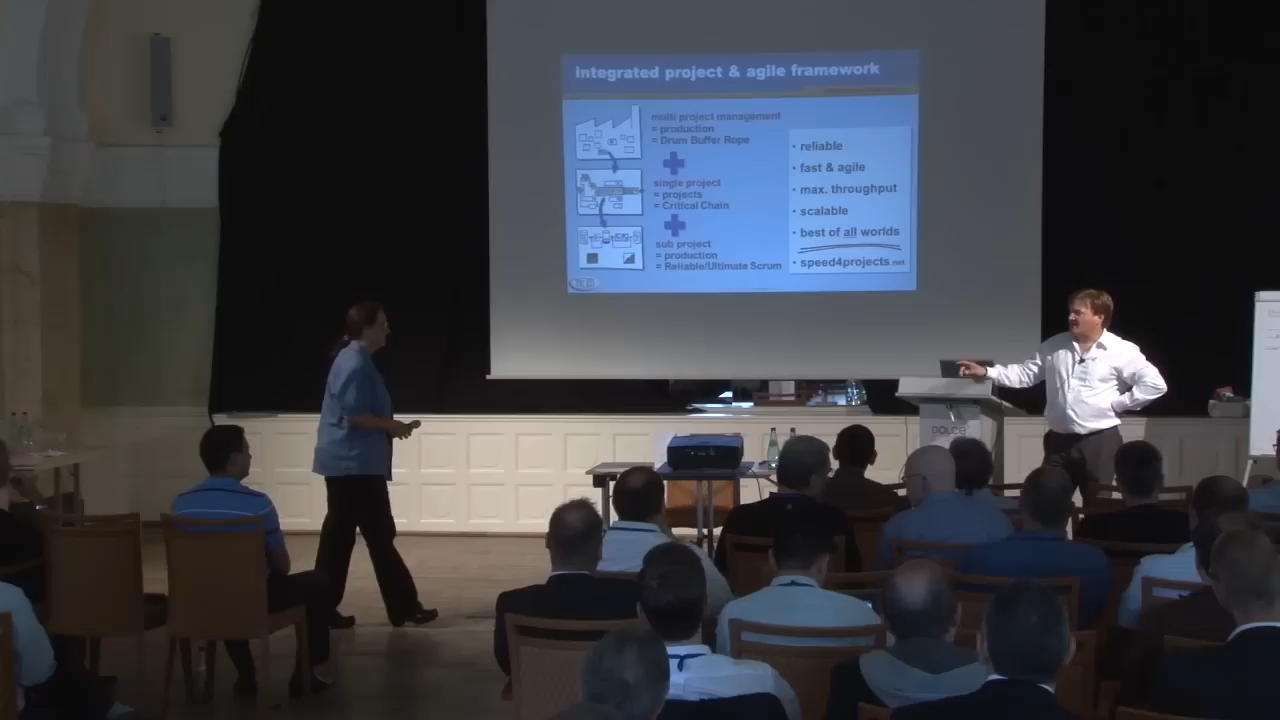 Integrated project & agile framework
multi project management
= production
= Drum Buffer Rope
single project
= projects
= Critical Chain
sub project
= production
= Reliable/Ultimate Scrum
• reliable
• fast & agile
• max. throughput
• scalable
• best of all worlds
• speed4projects.net
DOLCE